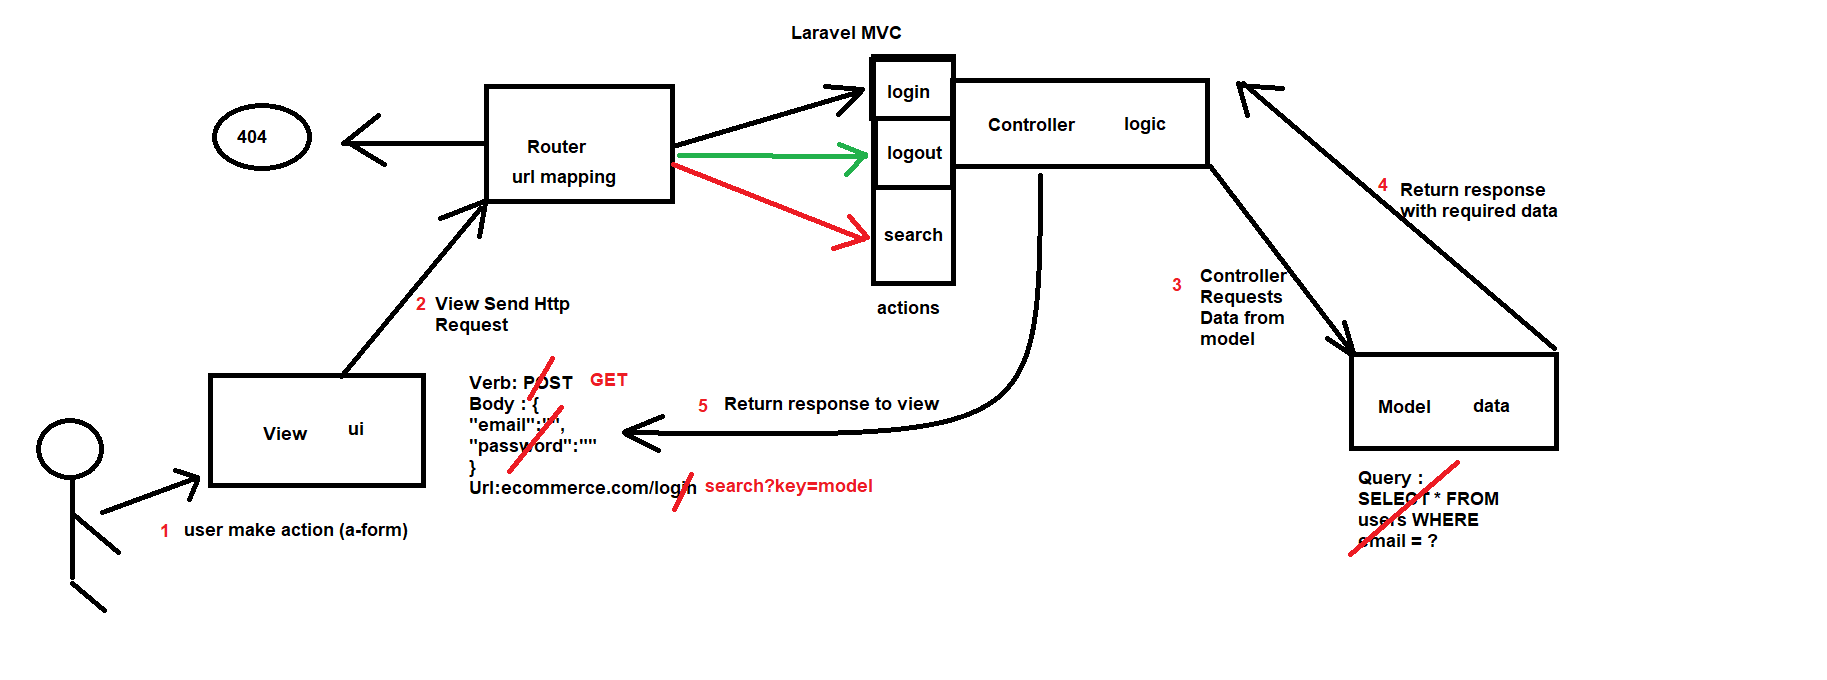 Laravel MVC
404
Router
url mapping
login
logout
search
actions
Controller logic
4 Return response
with required data
3 Controller
Requests
Data from
model
2 View Send Http
Request
View ui
Verb: POST GET
Body : {
"email":"",
"password":""
}
Url:ecommerce.com/login search?key=model
5 Return response to view
Model data
Query :
SELECT * FROM
users WHERE
email = ?
1 user make action (a-form)